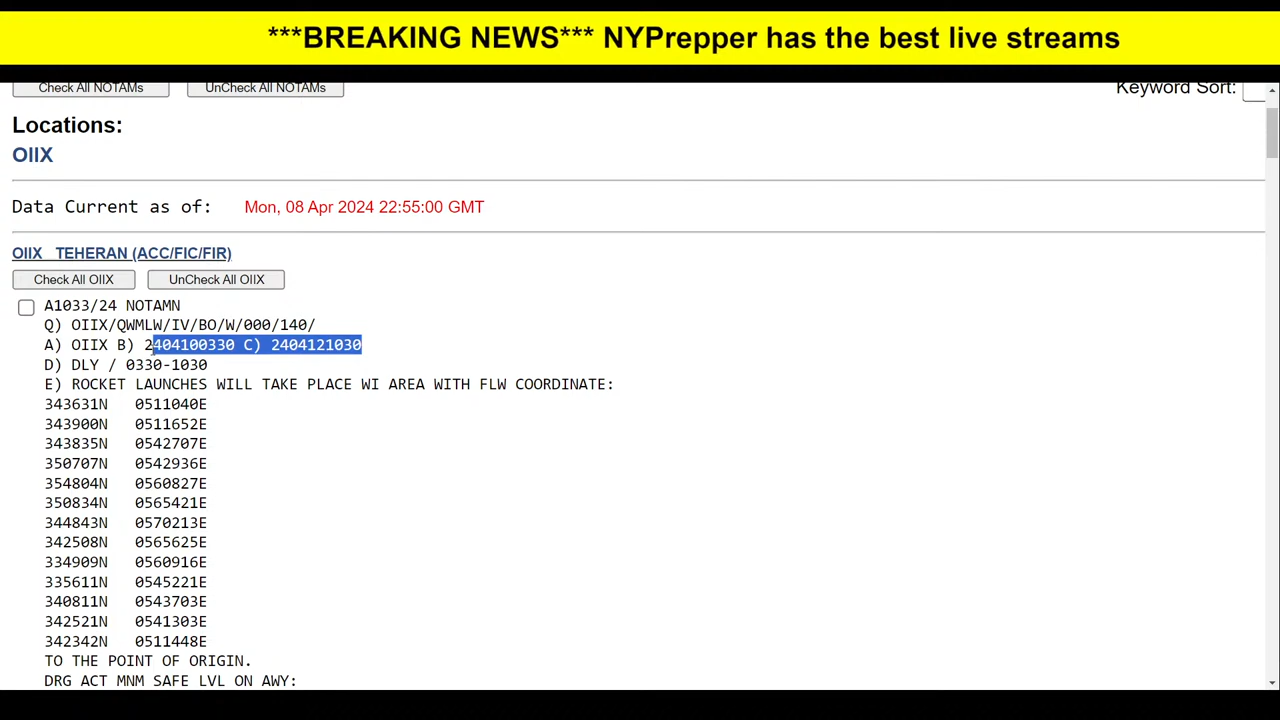 ***BREAKING NEWS*** NYPrepper has the best live streams
Check All NOTAMs UnCheck All NOTAMs Keyword Sort:
Locations:
OIIX
Data Current as of: Mon, 08 Apr 2024 22:55:00 GMT
OIIX TEHERAN (ACC/FIC/FIR)
Check All OIIX UnCheck All OIIX
A1033/24 NOTAMN
Q) OIIX/QWMLW/IV/BO/W/000/140/
A) OIIX B) 2404100330 C) 2404121030
D) DLY / 0330-1030
E) ROCKET LAUNCHES WILL TAKE PLACE WI AREA WITH FLW COORDINATE:
343631N 0511040E
343900N 0511652E
343835N 0542707E
350707N 0542936E
354804N 0560827E
350834N 0565421E
344843N 0570213E
342508N 0565625E
334909N 0560916E
335611N 0545221E
340811N 0543703E
342521N 0541303E
342342N 0511448E
TO THE POINT OF ORIGIN.
DRG ACT MNM SAFE LVL ON AWY: